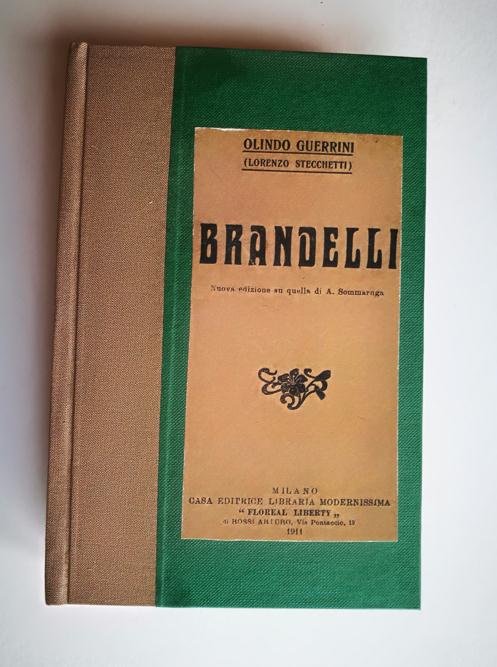 OLINDO GUERRINI
(LORENZO STECCHETTI)
BRANDELLI
Nuova edizione su quella di A. Sommaruga
MILANO
CASA EDITRICE LIBRARIA MODERNISSIMA
“ FLOREAL LIBERTY „
di ROSSI ARTURO, Via Pontaccio, 19
1911